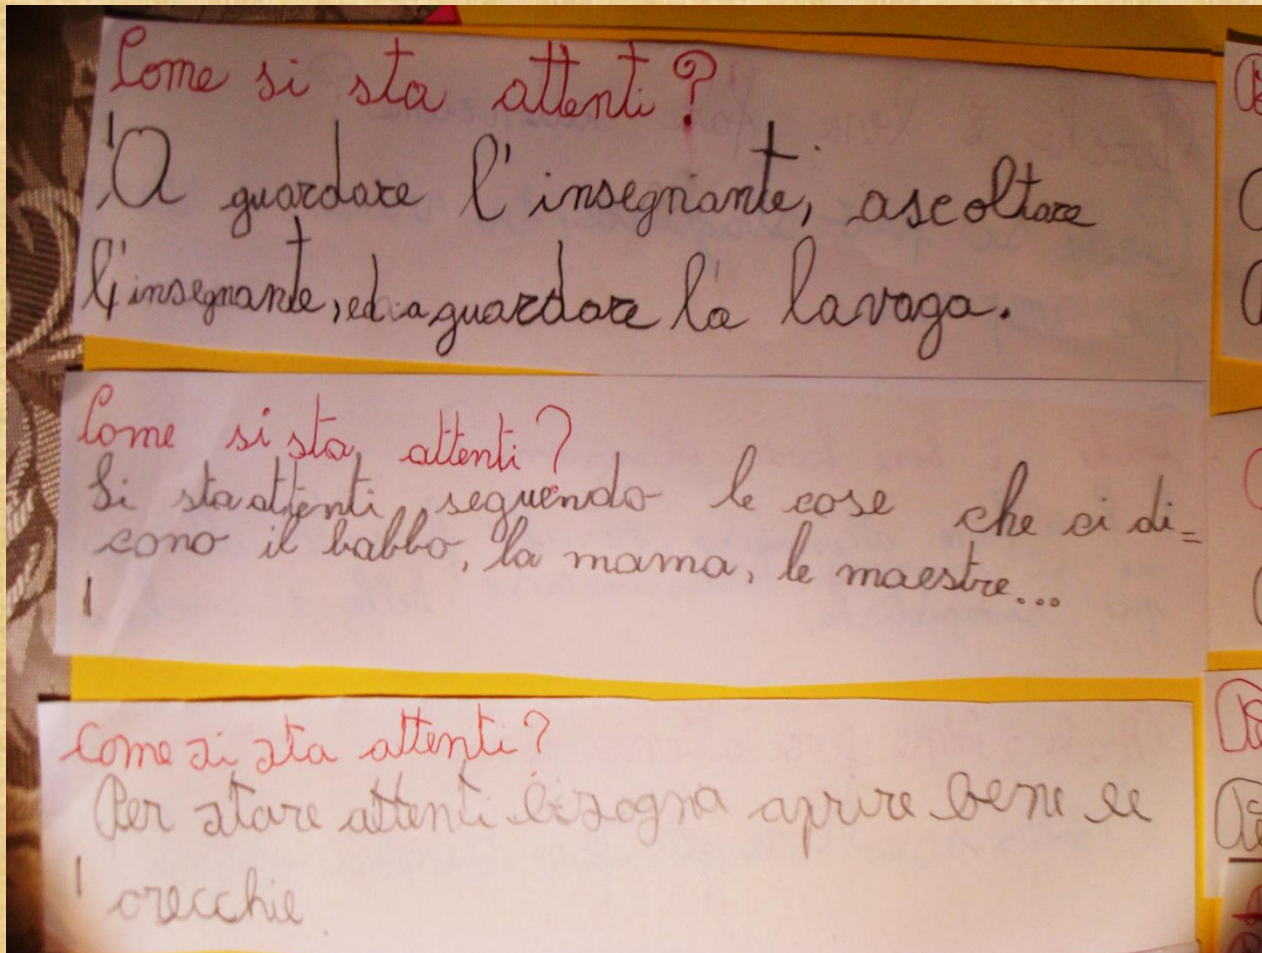 Come si sta attenti?
A guardare l'insegnante, ascoltare
l'insegnante, ed a guardare la lavaga.
Come si sta attenti?
Si sta attenti seguendo le cose che ci di=
cono il babbo, la mama, le maestre...
Come si sta attenti?
Per stare attenti bisogna aprire bene le
orecchie